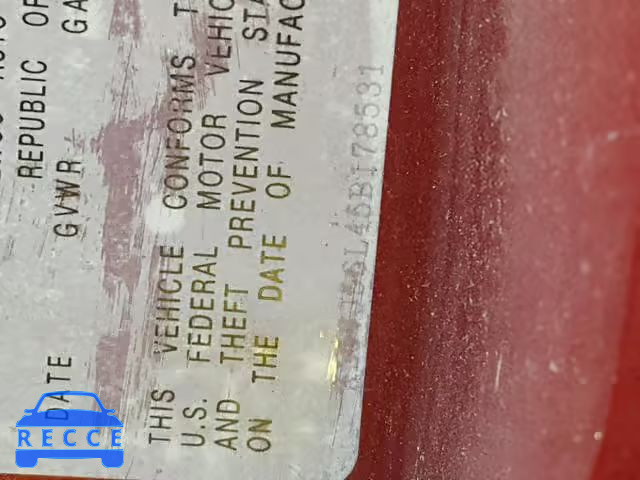 REPUBLIC OF
DATE GVWR GA
THIS VEHICLE CONFORMS T
U.S. FEDERAL MOTOR VEHIC
AND THEFT PREVENTION STA
ON THE DATE OF MANUFAC
RECCE